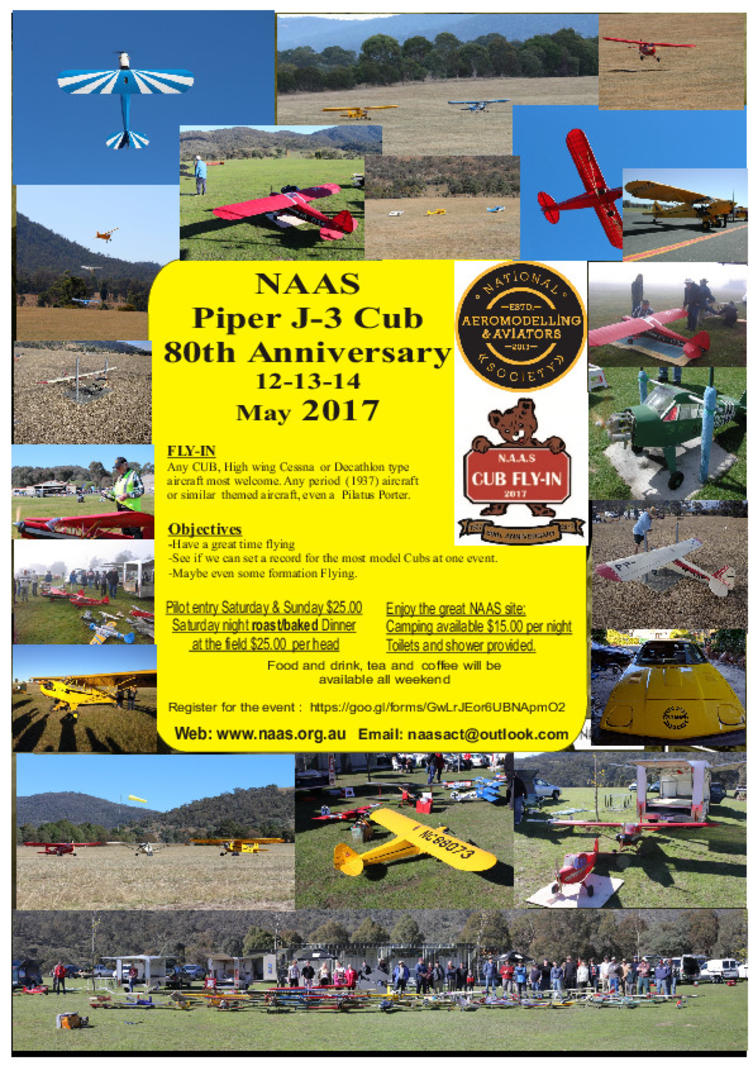 NAAS
Piper J-3 Cub
80th Anniversary
12-13-14
May 2017
NATIONAL
ESTD.
AEROMODELLING
& AVIATORS
2013
SOCIETY
N.A.A.S
CUB FLY-IN
2017
80TH ANNIVERSARY
FLY-IN
Any CUB, High wing Cessna or Decathlon type
aircraft most welcome. Any period (1937) aircraft
or similar themed aircraft, even a Pilatus Porter.
Objectives
-Have a great time flying
-See if we can set a record for the most model Cubs at one event.
-Maybe even some formation Flying.
Pilot entry Saturday & Sunday $25.00
Saturday night roast/baked Dinner
at the field $25.00 per head
Enjoy the great NAAS site:
Camping available $15.00 per night
Toilets and shower provided.
Food and drink, tea and coffee will be
available all weekend
Register for the event : https://goo.gl/forms/GwLrJEor6UBNApmO2
Web: www.naas.org.au Email: naasact@outlook.com
NC88073